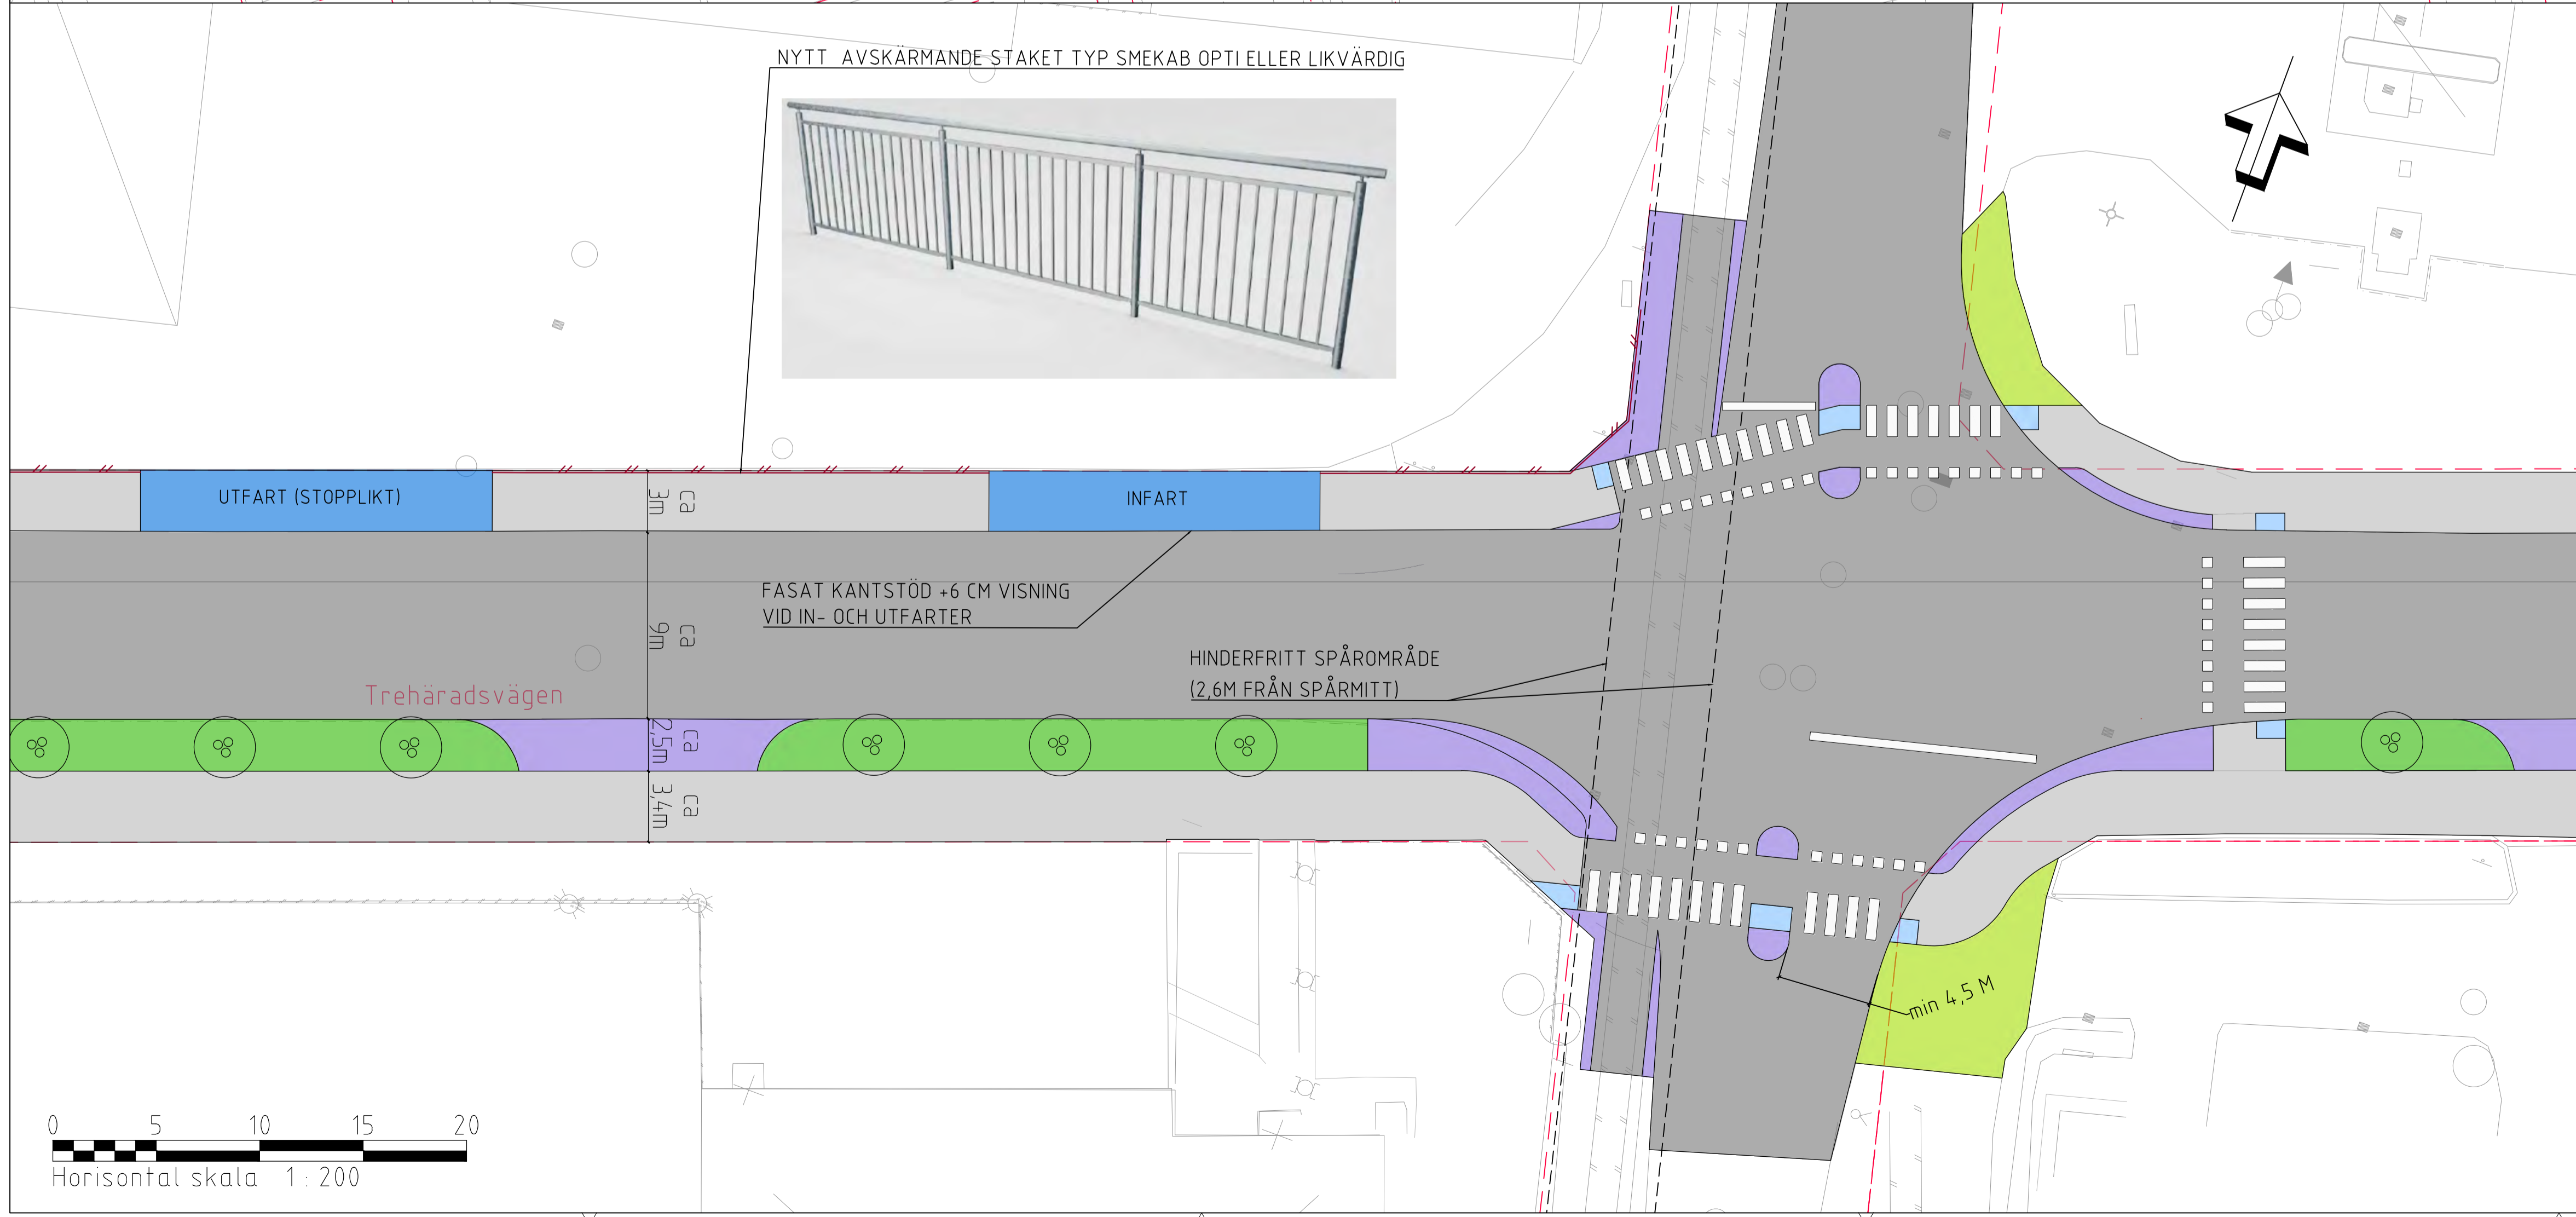 NYTT AVSKÄRMANDE STAKET TYP SMEKAB OPTI ELLER LIKVÄRDIG
UTFART (STOPPLIKT)
ca
3m
INFART
FASAT KANTSTÖD +6 CM VISNING
VID IN- OCH UTFARTER
ca
9m
HINDERFRITT SPÅROMRÅDE
(2,6M FRÅN SPÅRMITT)
Trehäradsvägen
ca
2,5m
ca
3,4m
min 4,5 M
0 5 10 15 20
Horisontal skala 1 : 200